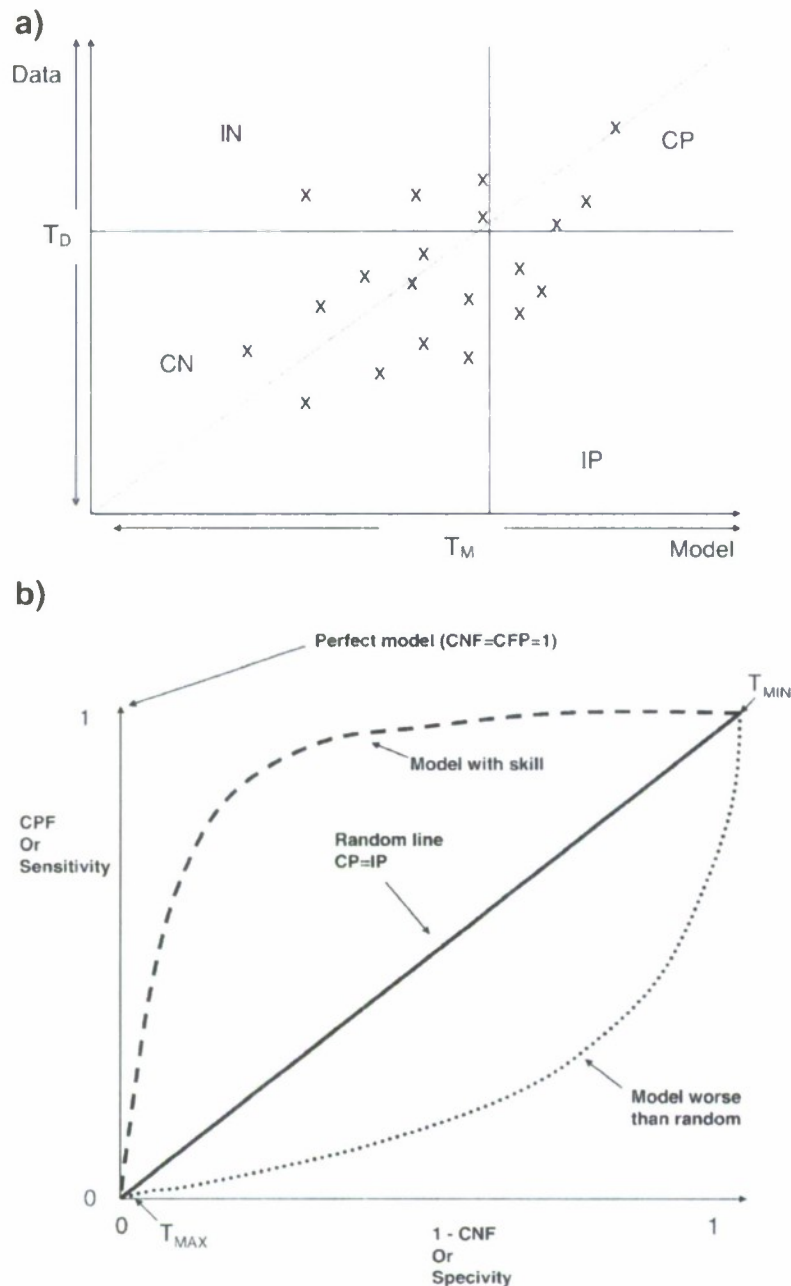 a)
Data
IN
CP
T_D
CN
IP
T_M
Model
b)
Perfect model (CNF=CFP=1)
T_MIN
1
Model with skill
CPF
Or
Sensitivity
Random line
CP=IP
Model worse
than random
0
0
T_MAX
1 - CNF
Or
Specivity
1